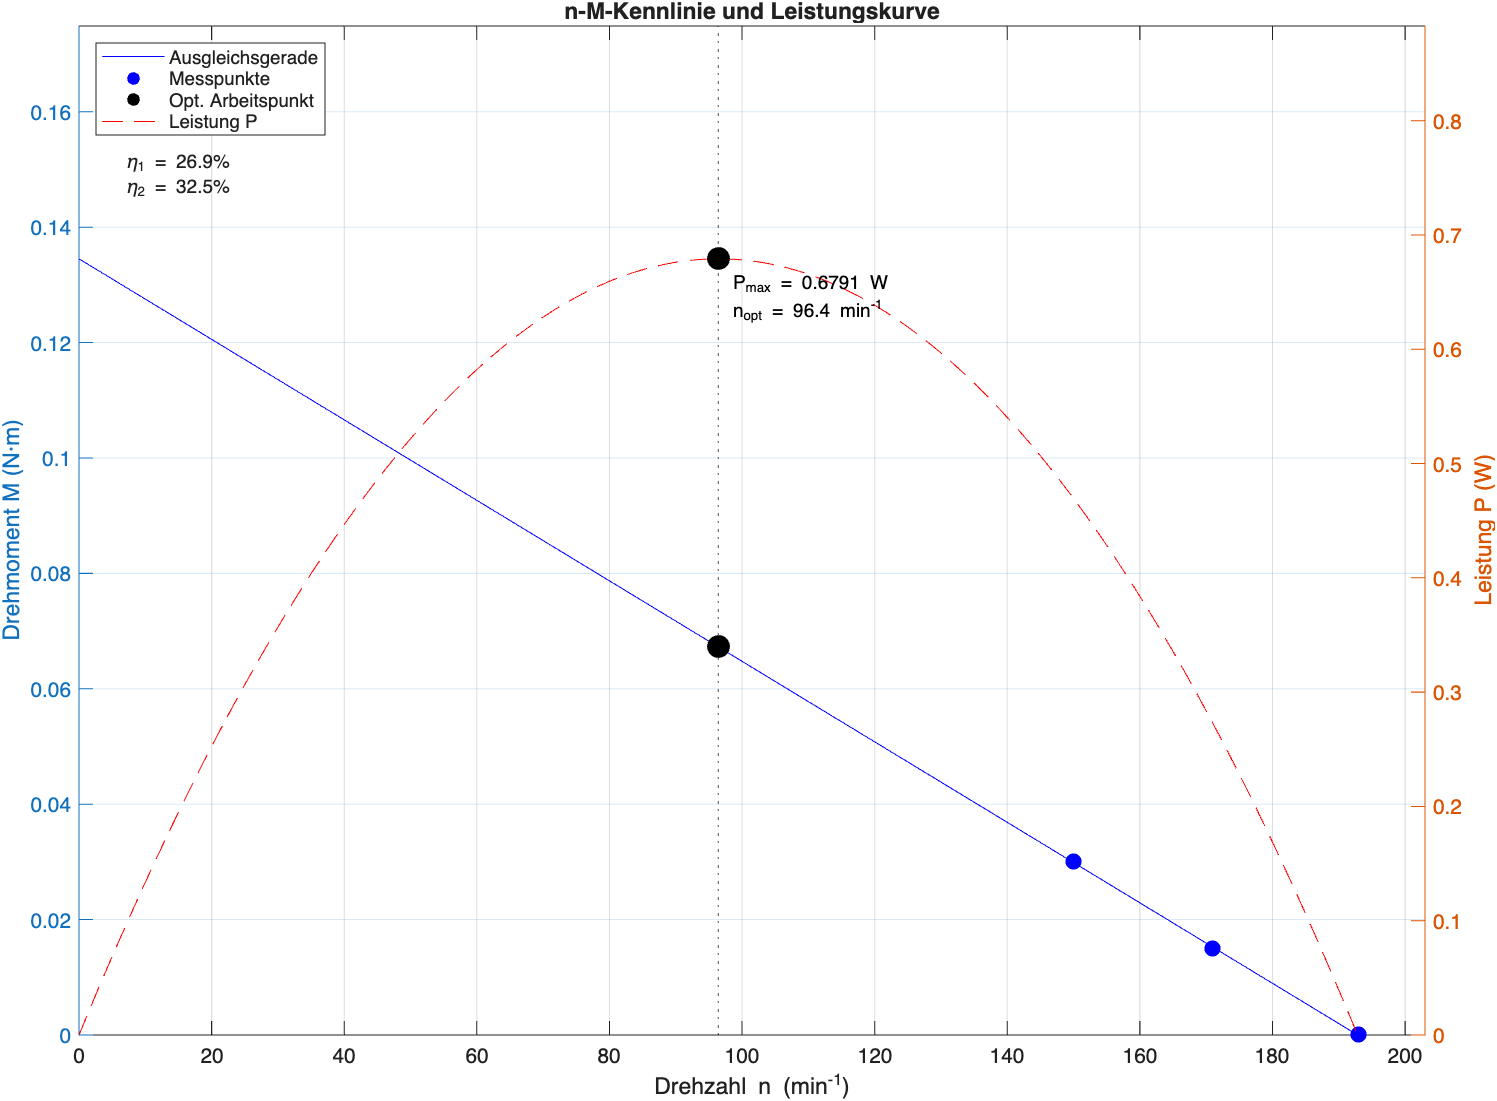 n-M-Kennlinie und Leistungskurve
Ausgleichsgerade
Messpunkte
Opt. Arbeitspunkt
Leistung P
η₁ = 26.9%
η₂ = 32.5%
Pmax = 0.6791 W
nopt = 96.4 min⁻¹
Drehmoment M (N·m)
0.16
0.14
0.12
0.1
0.08
0.06
0.04
0.02
0
Leistung P (W)
0.8
0.7
0.6
0.5
0.4
0.3
0.2
0.1
0
0 20 40 60 80 100 120 140 160 180 200
Drehzahl n (min⁻¹)